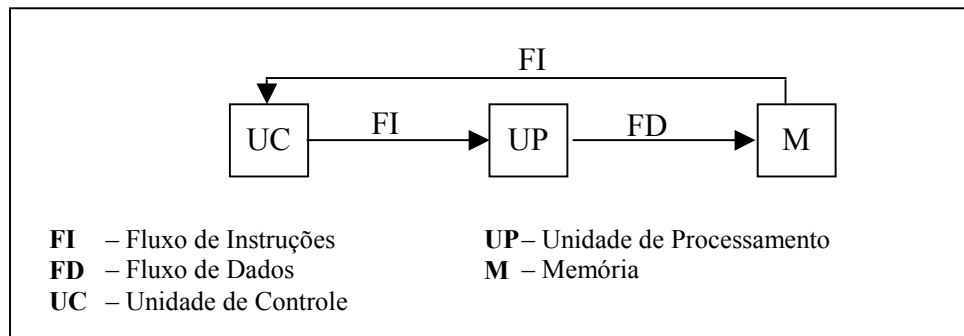 FI
UC FI UP FD M
FI – Fluxo de Instruções
FD – Fluxo de Dados
UC – Unidade de Controle
UP– Unidade de Processamento
M – Memória